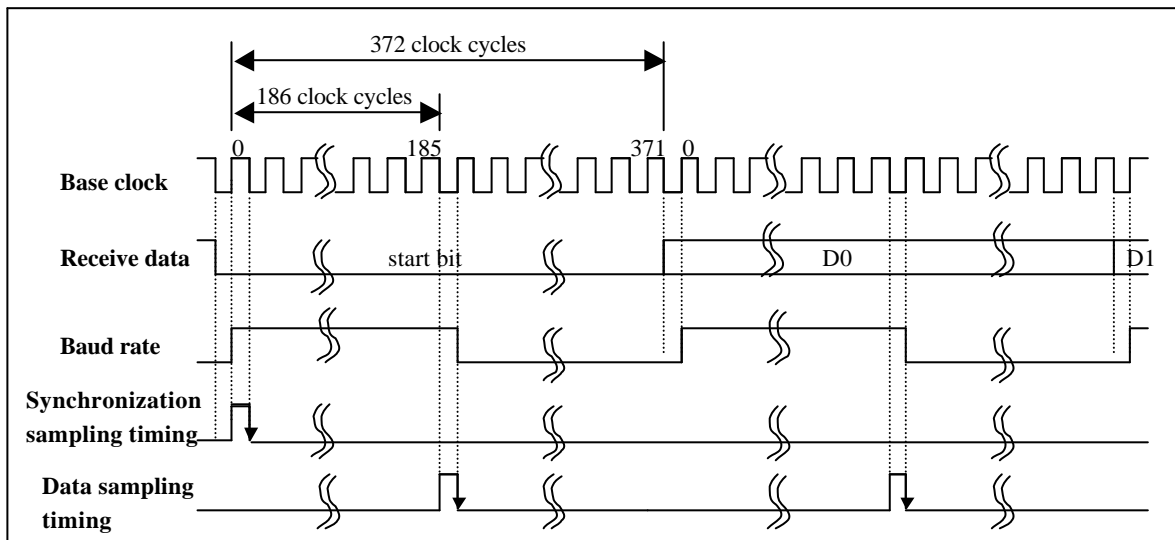 372 clock cycles
186 clock cycles
0 185 371 0
Base clock
Receive data start bit D0 D1
Baud rate
Synchronization
sampling timing
Data sampling
timing